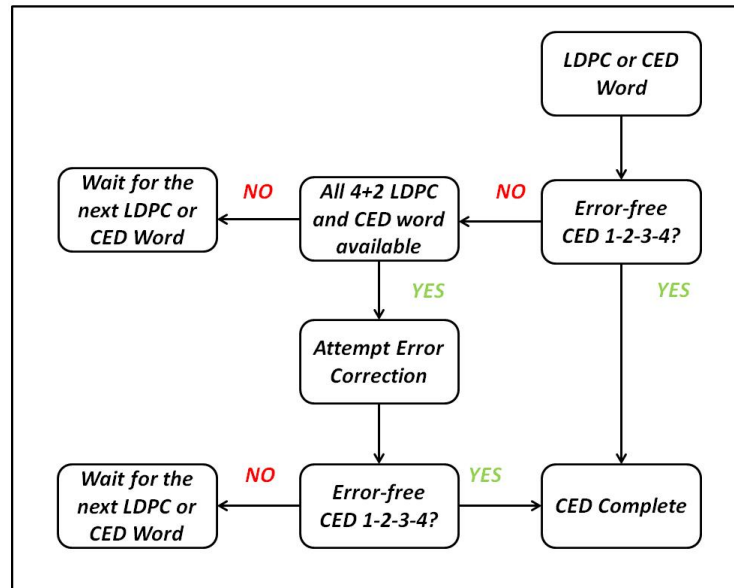 LDPC or CED
Word
Error-free
CED 1-2-3-4?
NO
YES
All 4+2 LDPC
and CED word
available
NO
YES
Wait for the
next LDPC or
CED Word
Attempt Error
Correction
Error-free
CED 1-2-3-4?
NO
YES
Wait for the
next LDPC or
CED Word
CED Complete